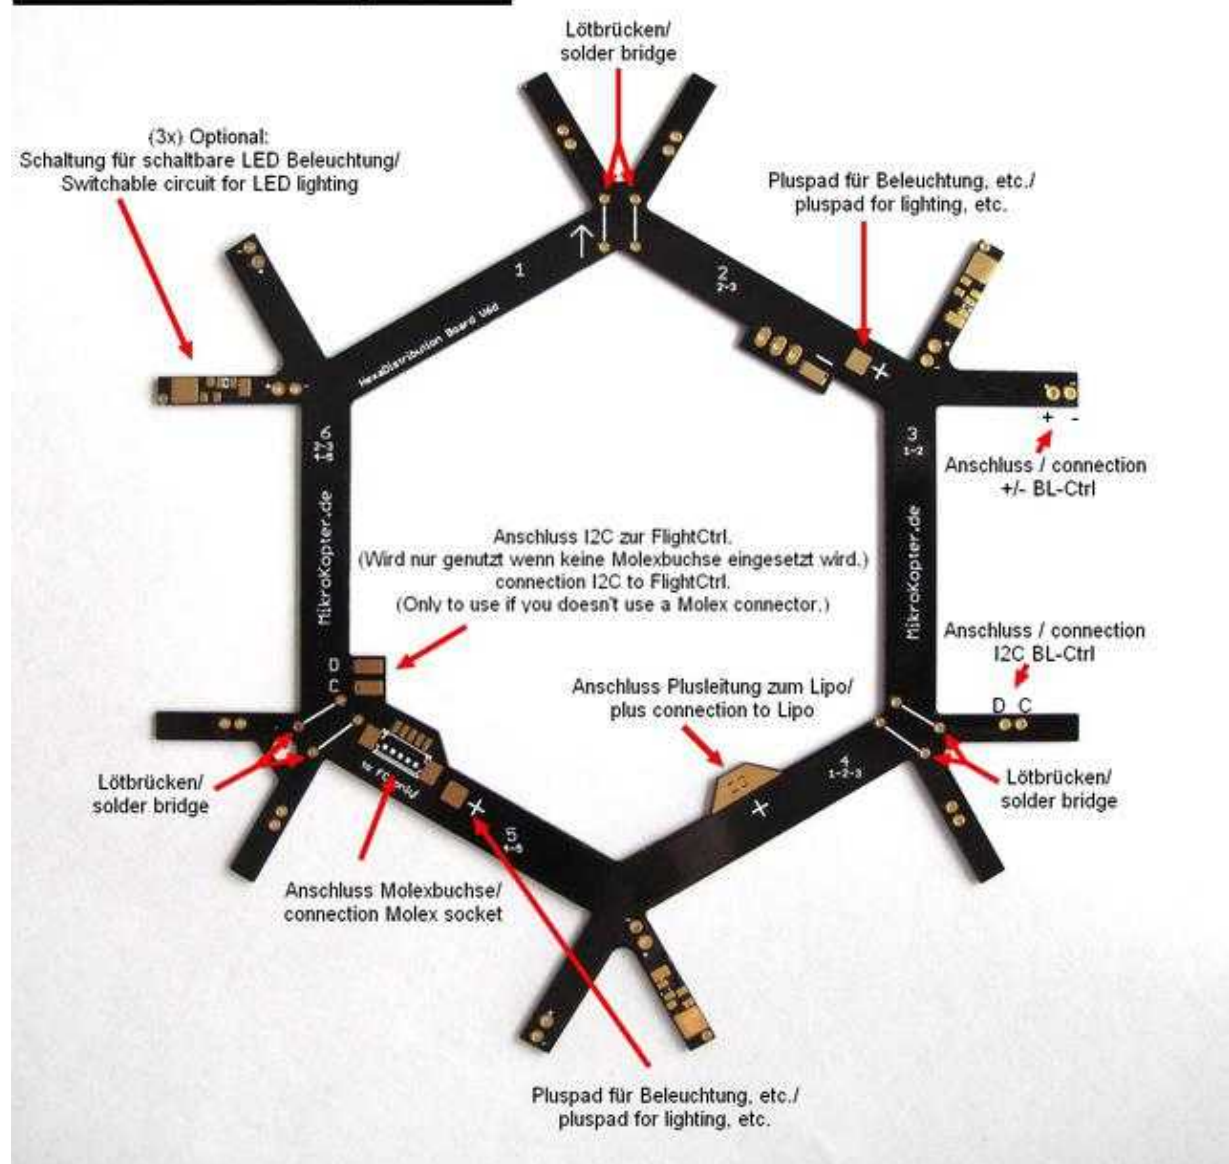 Lötbrücken/
solder bridge
(3x) Optional:
Schaltung für schaltbare LED Beleuchtung/
Switchable circuit for LED lighting
Pluspad für Beleuchtung, etc./
pluspad for lighting, etc.
1
2
2-3
HexaDistribution Board V6d
+
3
1-2
6
+ -
Anschluss / connection
+/- BL-Ctrl
MikroKopter.de
MikroKopter.de
Anschluss I2C zur FlightCtrl.
(Wird nur genutzt wenn keine Molexbuchse eingesetzt wird.)
connection I2C to FlightCtrl.
(Only to use if you doesn't use a Molex connector.)
Anschluss / connection
I2C BL-Ctrl
D C
D
C
Anschluss Plusleitung zum Lipo/
plus connection to Lipo
4
1-2-3
+
to FC
+
5
Lötbrücken/
solder bridge
Lötbrücken/
solder bridge
Anschluss Molexbuchse/
connection Molex socket
Pluspad für Beleuchtung, etc./
pluspad for lighting, etc.